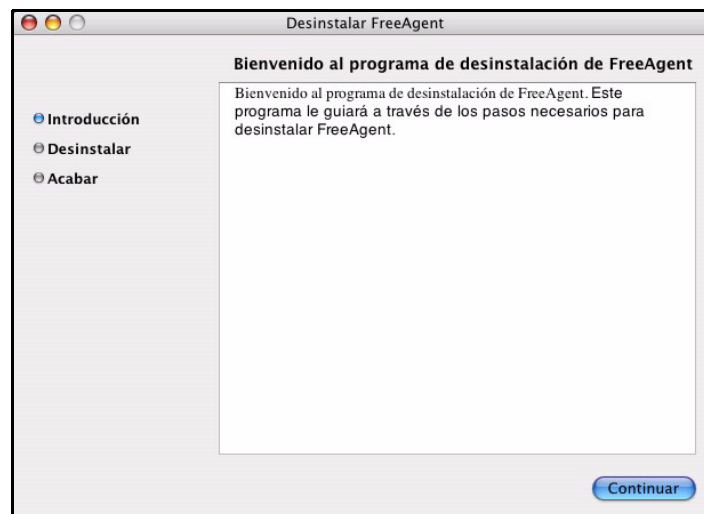 Desinstalar FreeAgent
Bienvenido al programa de desinstalación de FreeAgent
Introducción
Desinstalar
Acabar
Bienvenido al programa de desinstalación de FreeAgent. Este
programa le guiará a través de los pasos necesarios para
desinstalar FreeAgent.
Continuar